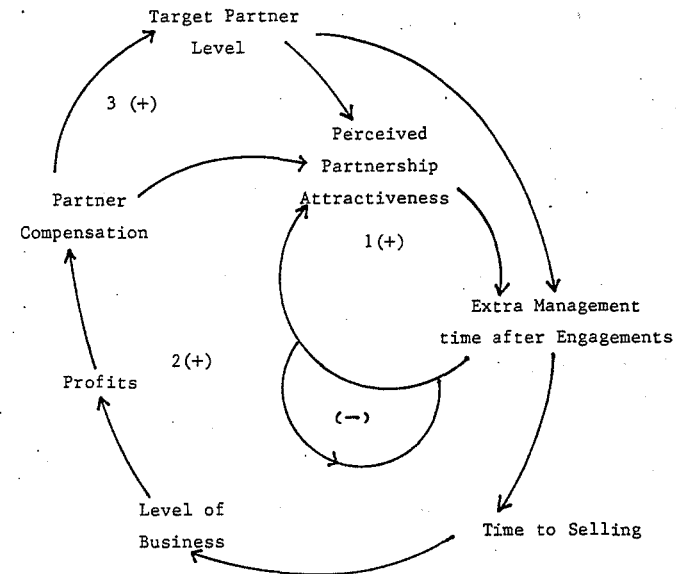 Target Partner
Level
3 (+)
Perceived
Partnership
Attractiveness
Partner
Compensation
1(+)
Extra Management
time after Engagements
2(+)
Profits
(-)
Level of
Business
Time to Selling